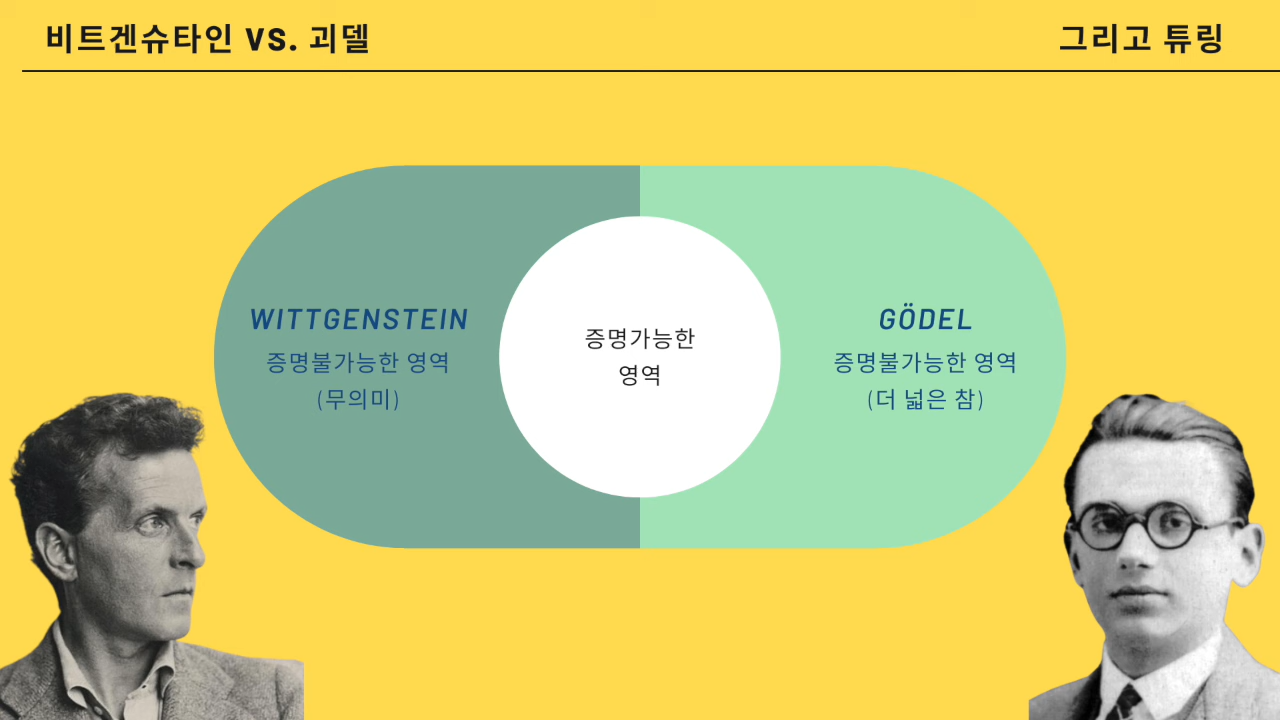 비트겐슈타인 VS. 괴델
그리고 튜링
WITTGENSTEIN
증명불가능한 영역
(무의미)
증명가능한
영역
GÖDEL
증명불가능한 영역
(더 넓은 참)